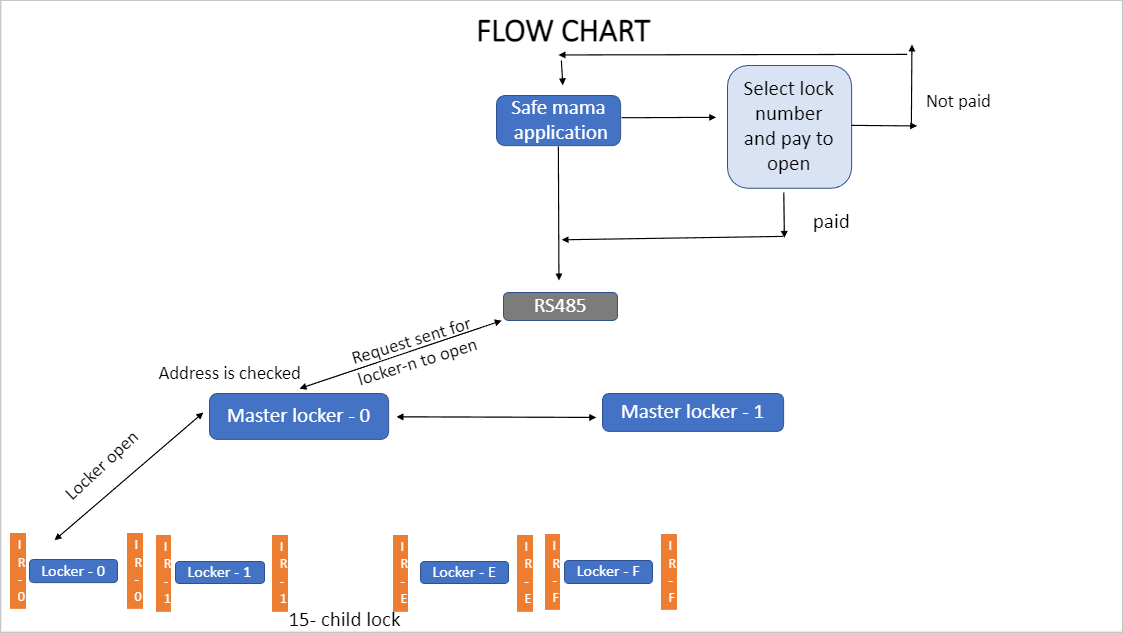 FLOW CHART
Safe mama
application
Select lock
number
and pay to
open
Not paid
paid
RS485
Request sent for
locker-n to open
Address is checked
Master locker - 0
Master locker - 1
Locker open
IR-0
Locker - 0
IR-0
IR-1
Locker - 1
IR-1
IR-E
Locker - E
IR-E
IR-F
Locker - F
IR-F
15- child lock